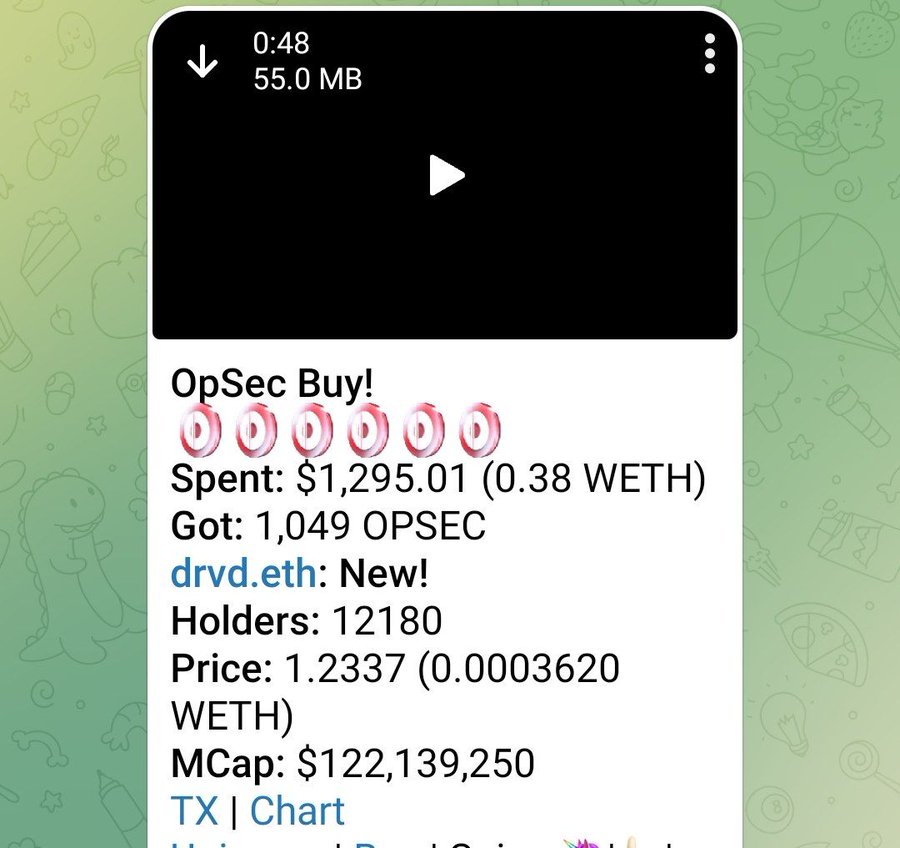 0:48
55.0 MB
OpSec Buy!
Spent: $1,295.01 (0.38 WETH)
Got: 1,049 OPSEC
drvd.eth: New!
Holders: 12180
Price: 1.2337 (0.0003620
WETH)
MCap: $122,139,250
TX | Chart